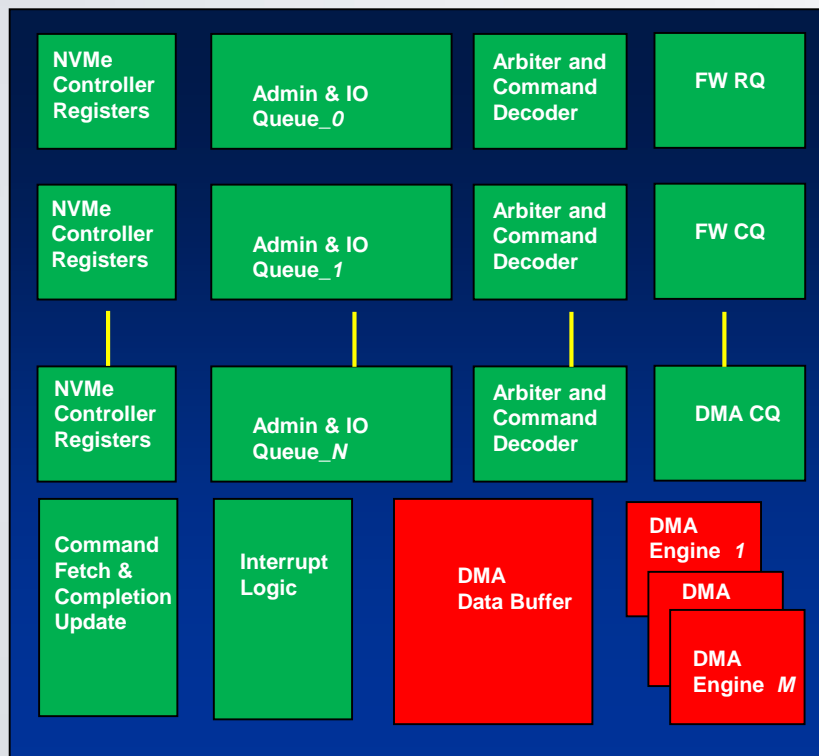 NVMe
Controller
Registers
Admin & IO
Queue_0
Arbiter and
Command
Decoder
FW RQ
NVMe
Controller
Registers
Admin & IO
Queue_1
Arbiter and
Command
Decoder
FW CQ
NVMe
Controller
Registers
Admin & IO
Queue_N
Arbiter and
Command
Decoder
DMA CQ
Command
Fetch &
Completion
Update
Interrupt
Logic
DMA
Data Buffer
DMA
Engine 1
DMA
DMA
Engine M